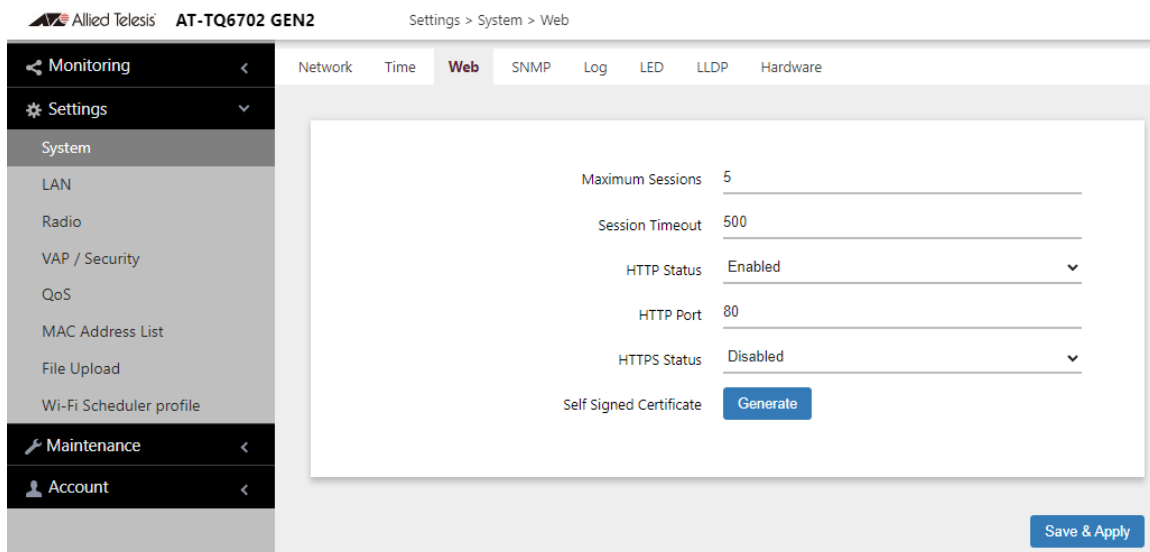 Allied Telesis AT-TQ6702 GEN2 Settings > System > Web
Monitoring
Network Time Web SNMP Log LED LLDP Hardware
Settings
System
LAN
Radio
VAP / Security
QoS
MAC Address List
File Upload
Wi-Fi Scheduler profile
Maintenance
Account
Maximum Sessions 5
Session Timeout 500
HTTP Status Enabled
HTTP Port 80
HTTPS Status Disabled
Self Signed Certificate Generate
Save & Apply